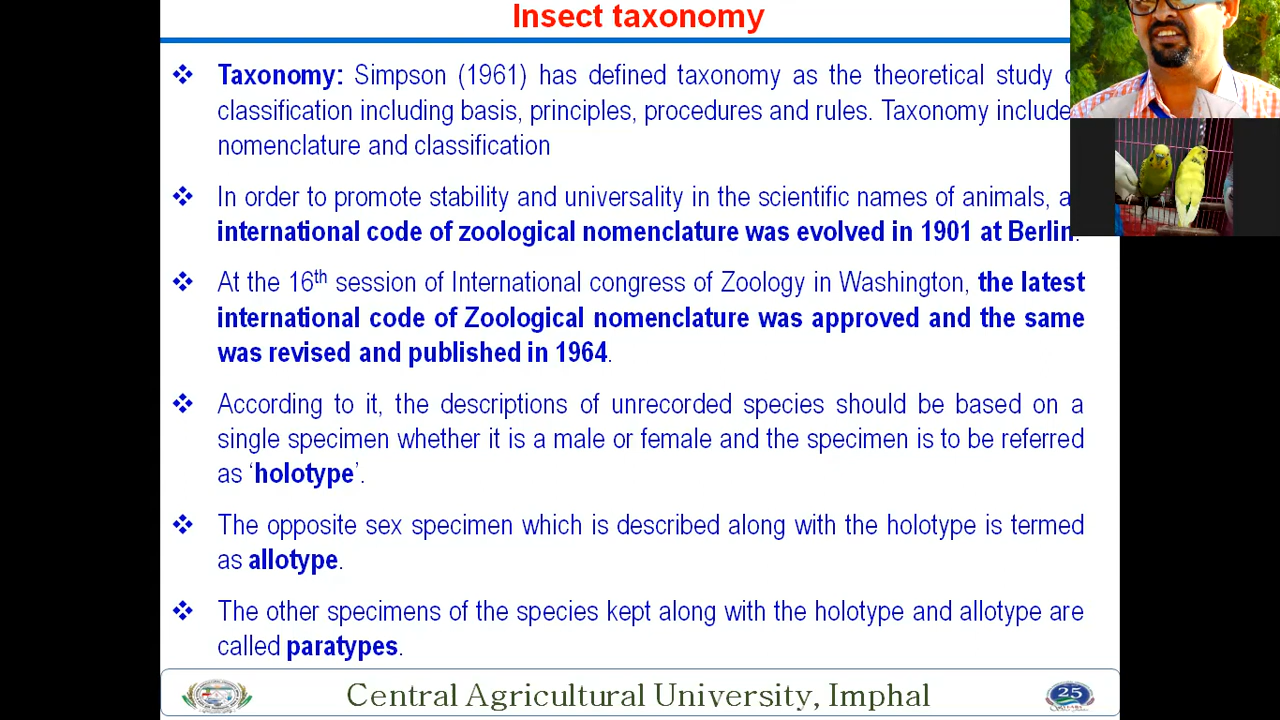 Insect taxonomy
❖ Taxonomy: Simpson (1961) has defined taxonomy as the theoretical study
classification including basis, principles, procedures and rules. Taxonomy include
nomenclature and classification
❖ In order to promote stability and universality in the scientific names of animals,
international code of zoological nomenclature was evolved in 1901 at Berlin.
❖ At the 16th session of International congress of Zoology in Washington, the latest
international code of Zoological nomenclature was approved and the same
was revised and published in 1964.
❖ According to it, the descriptions of unrecorded species should be based on a
single specimen whether it is a male or female and the specimen is to be referred
as ‘holotype’.
❖ The opposite sex specimen which is described along with the holotype is termed
as allotype.
❖ The other specimens of the species kept along with the holotype and allotype are
called paratypes.
Central Agricultural University, Imphal
25